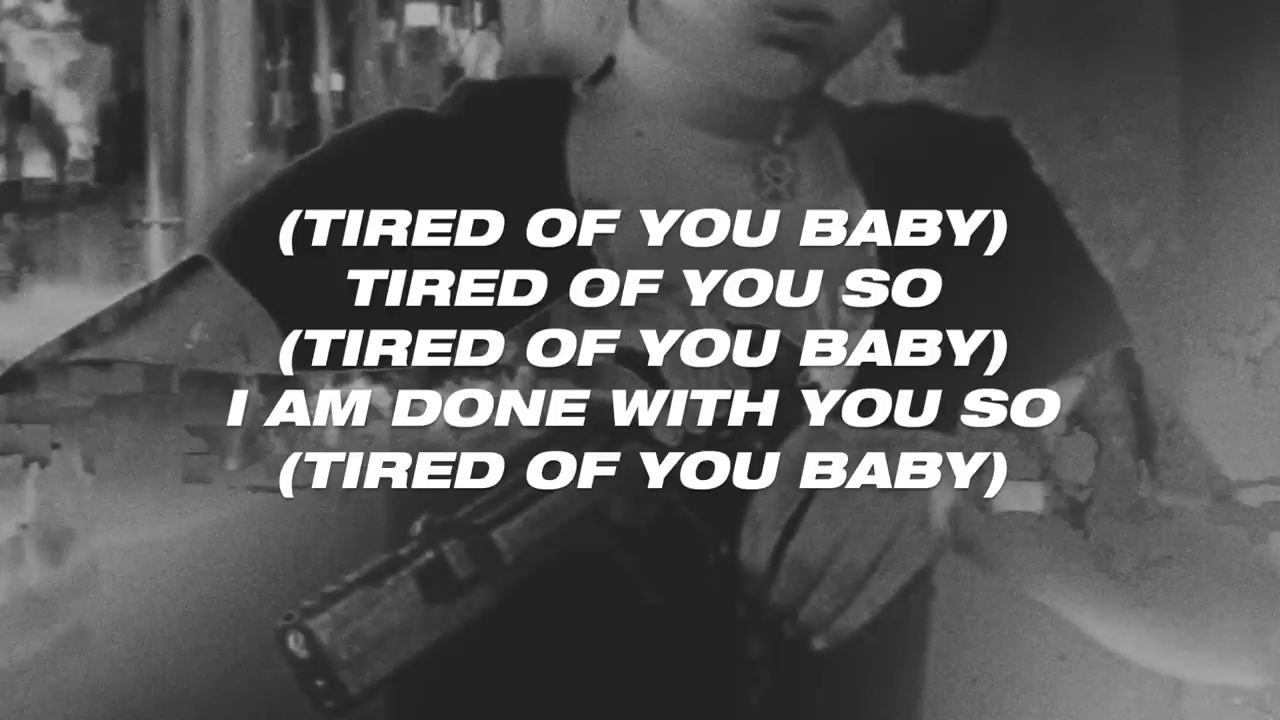 (TIRED OF YOU BABY)
TIRED OF YOU SO
(TIRED OF YOU BABY)
I AM DONE WITH YOU SO
(TIRED OF YOU BABY)